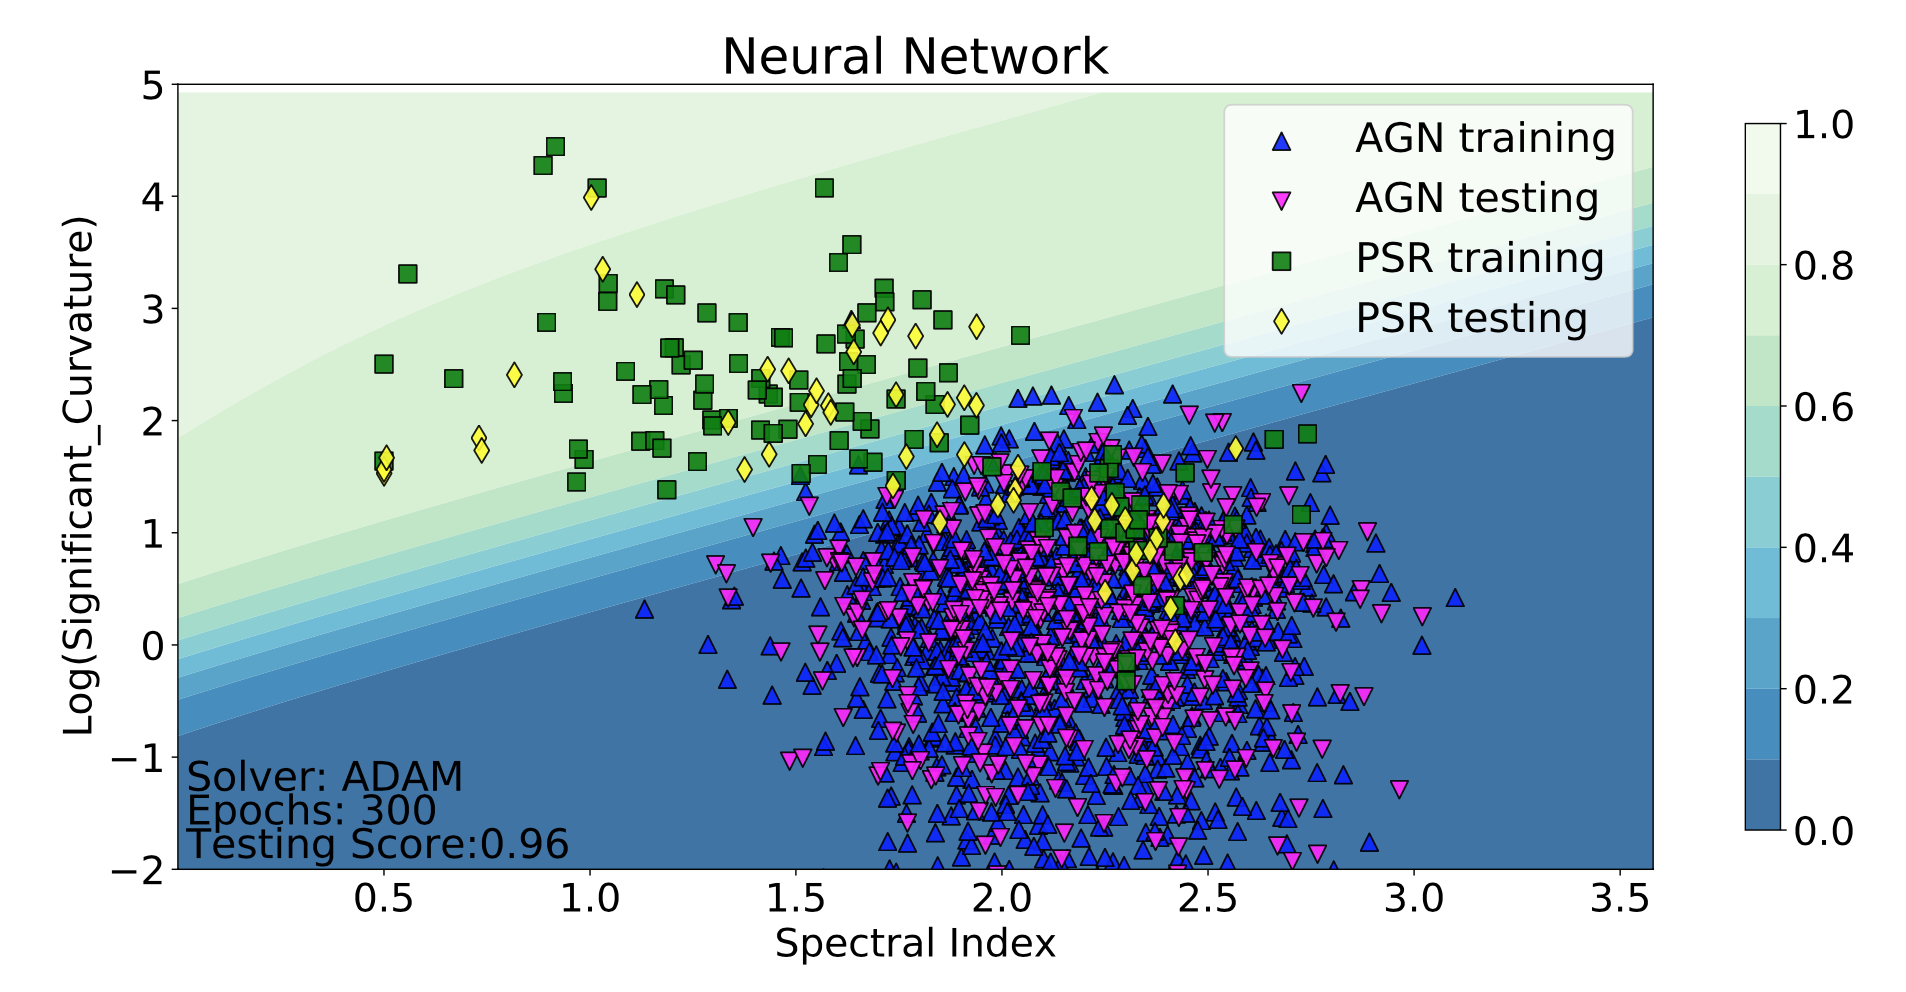 Neural Network
5
4
3
2
1
0
−1
−2
Log(Significant_Curvature)
AGN training
AGN testing
PSR training
PSR testing
Solver: ADAM
Epochs: 300
Testing Score:0.96
0.5 1.0 1.5 2.0 2.5 3.0 3.5
Spectral Index
1.0
0.8
0.6
0.4
0.2
0.0